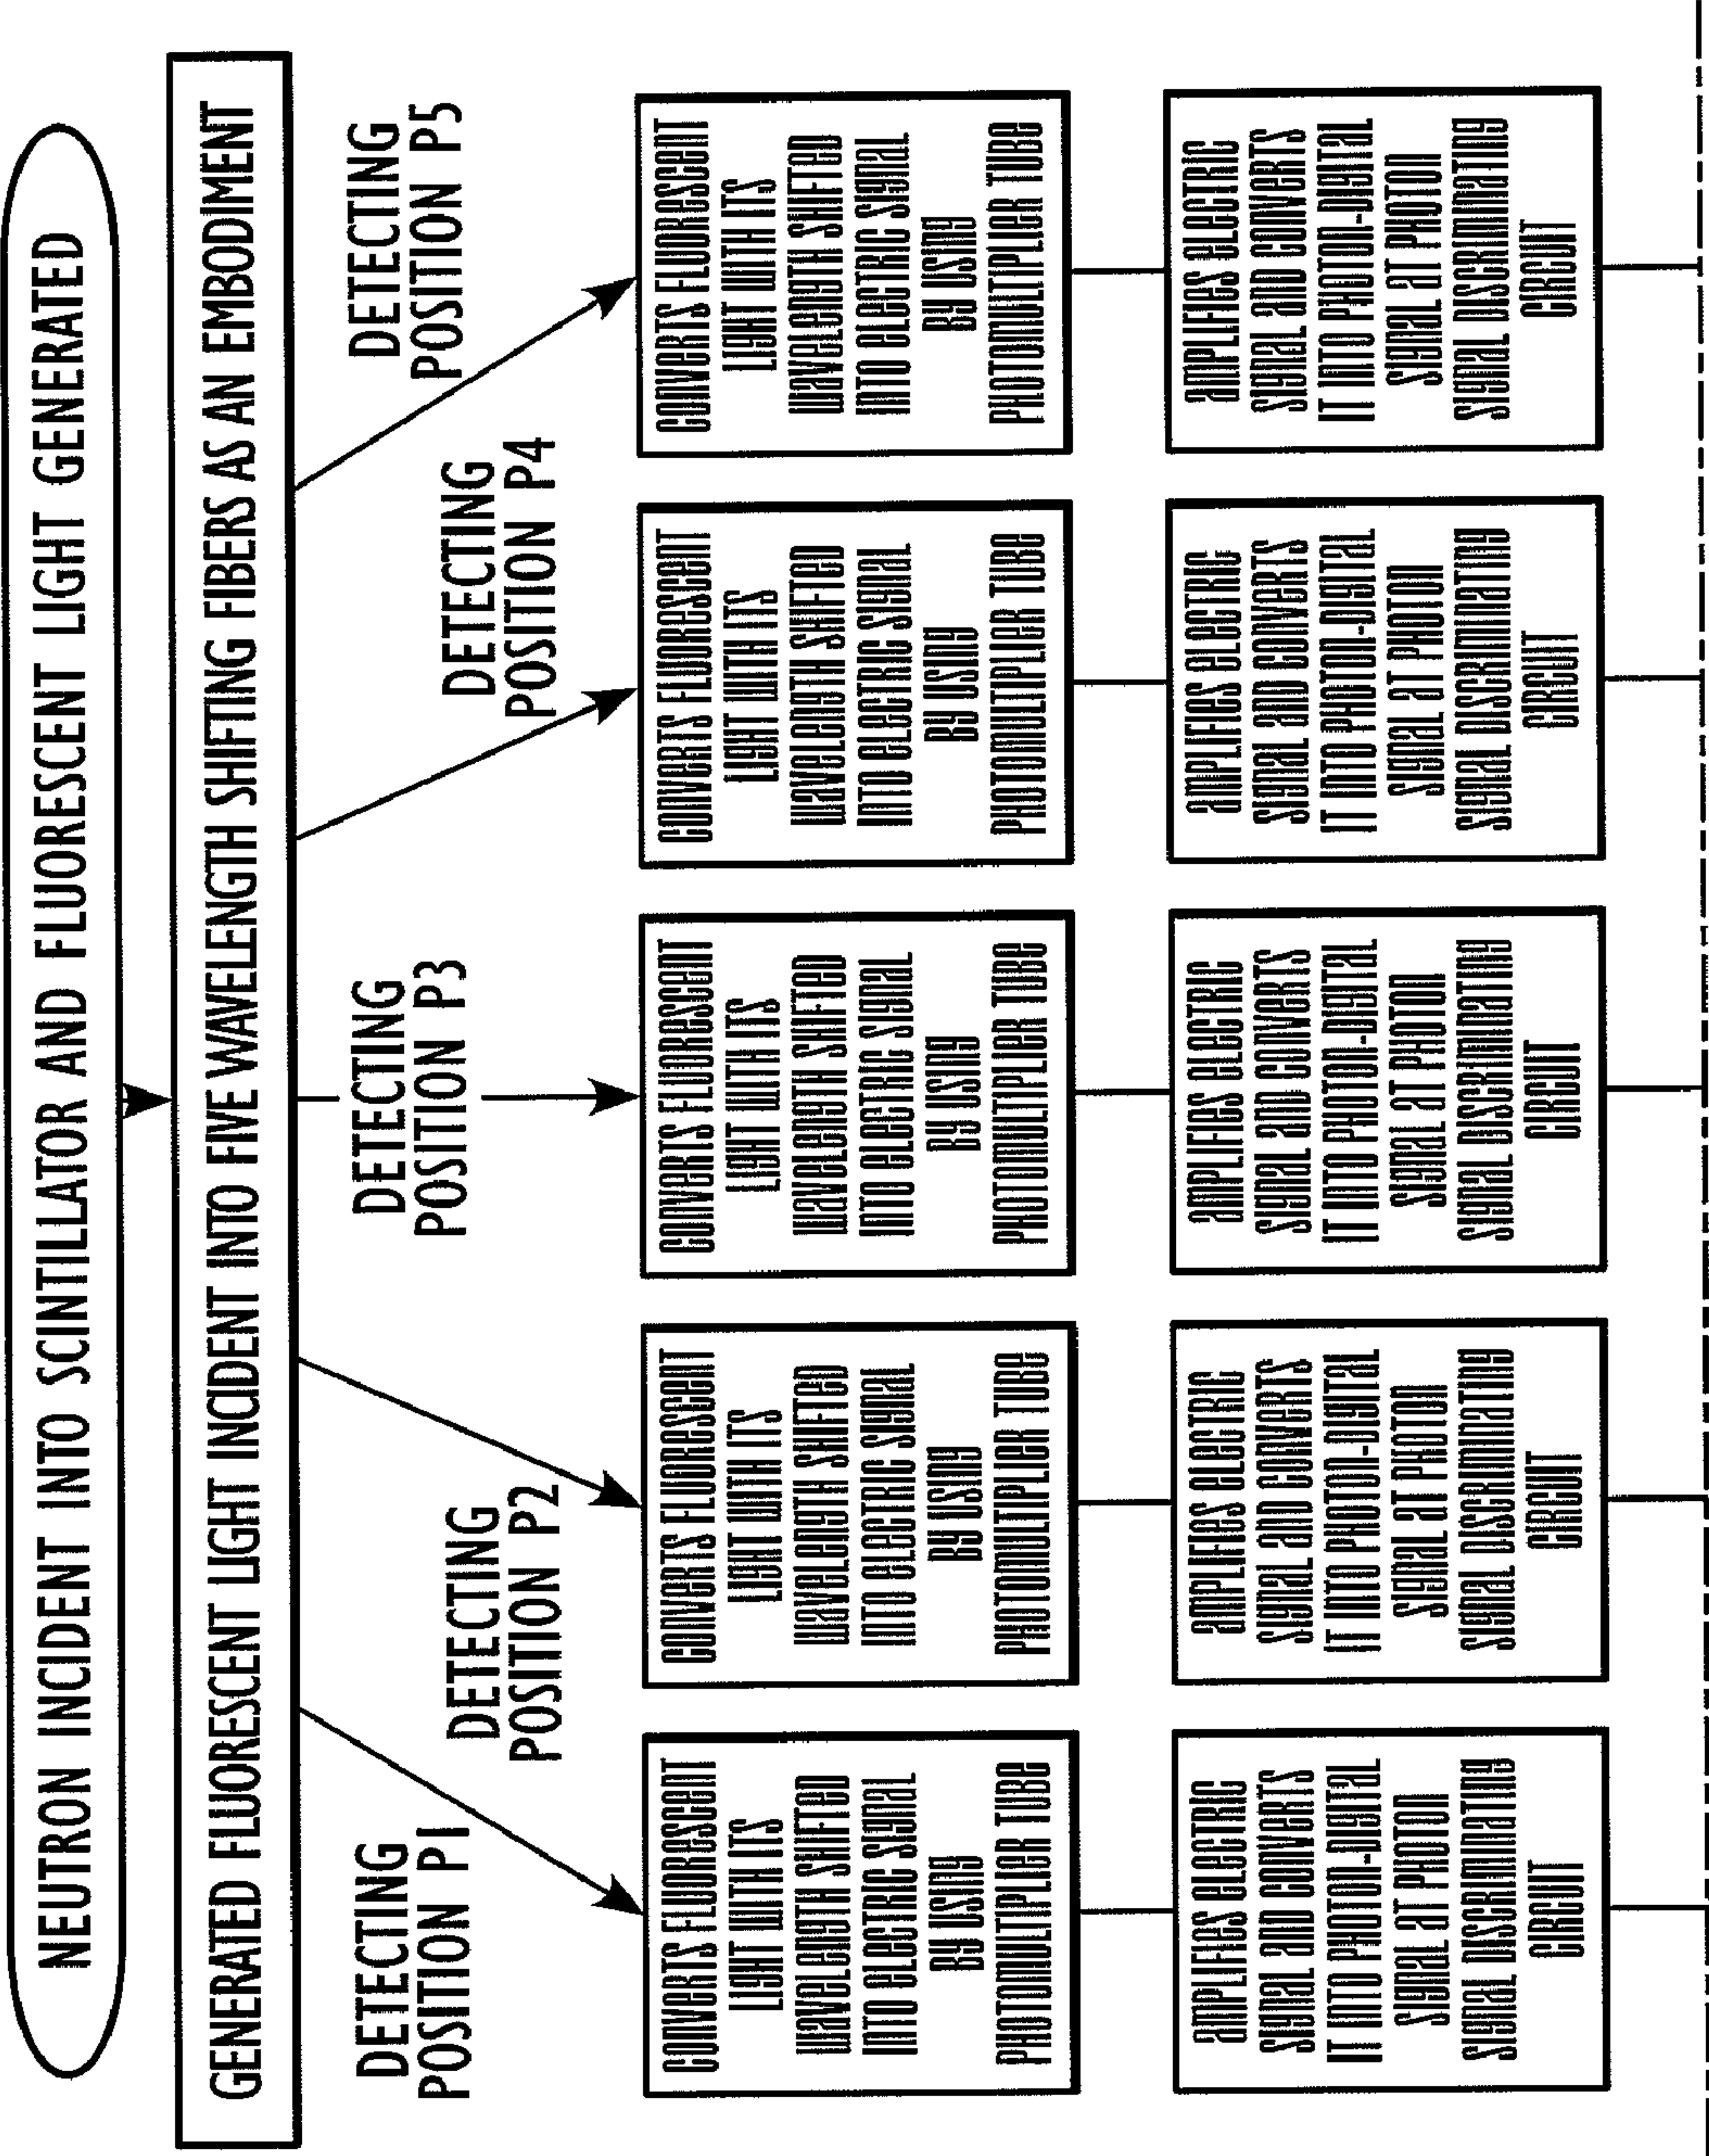 NEUTRON INCIDENT INTO SCINTILLATOR AND FLUORESCENT LIGHT GENERATED
GENERATED FLUORESCENT LIGHT INCIDENT INTO FIVE WAVELENGTH SHIFTING FIBERS AS AN EMBODIMENT
DETECTING
POSITION P1
DETECTING
POSITION P2
DETECTING
POSITION P3
DETECTING
POSITION P4
DETECTING
POSITION P5
CONVERTS FLUORESCENT
LIGHT WITH ITS
WAVELENGTH SHIFTED
INTO ELECTRIC SIGNAL
BY USING
PHOTOMULTIPLIER TUBE
CONVERTS FLUORESCENT
LIGHT WITH ITS
WAVELENGTH SHIFTED
INTO ELECTRIC SIGNAL
BY USING
PHOTOMULTIPLIER TUBE
CONVERTS FLUORESCENT
LIGHT WITH ITS
WAVELENGTH SHIFTED
INTO ELECTRIC SIGNAL
BY USING
PHOTOMULTIPLIER TUBE
CONVERTS FLUORESCENT
LIGHT WITH ITS
WAVELENGTH SHIFTED
INTO ELECTRIC SIGNAL
BY USING
PHOTOMULTIPLIER TUBE
CONVERTS FLUORESCENT
LIGHT WITH ITS
WAVELENGTH SHIFTED
INTO ELECTRIC SIGNAL
BY USING
PHOTOMULTIPLIER TUBE
AMPLIFIES ELECTRIC
SIGNAL AND CONVERTS
IT INTO PHOTON-DIGITAL
SIGNAL AT PHOTON
SIGNAL DISCRIMINATING
CIRCUIT
AMPLIFIES ELECTRIC
SIGNAL AND CONVERTS
IT INTO PHOTON-DIGITAL
SIGNAL AT PHOTON
SIGNAL DISCRIMINATING
CIRCUIT
AMPLIFIES ELECTRIC
SIGNAL AND CONVERTS
IT INTO PHOTON-DIGITAL
SIGNAL AT PHOTON
SIGNAL DISCRIMINATING
CIRCUIT
AMPLIFIES ELECTRIC
SIGNAL AND CONVERTS
IT INTO PHOTON-DIGITAL
SIGNAL AT PHOTON
SIGNAL DISCRIMINATING
CIRCUIT
AMPLIFIES ELECTRIC
SIGNAL AND CONVERTS
IT INTO PHOTON-DIGITAL
SIGNAL AT PHOTON
SIGNAL DISCRIMINATING
CIRCUIT